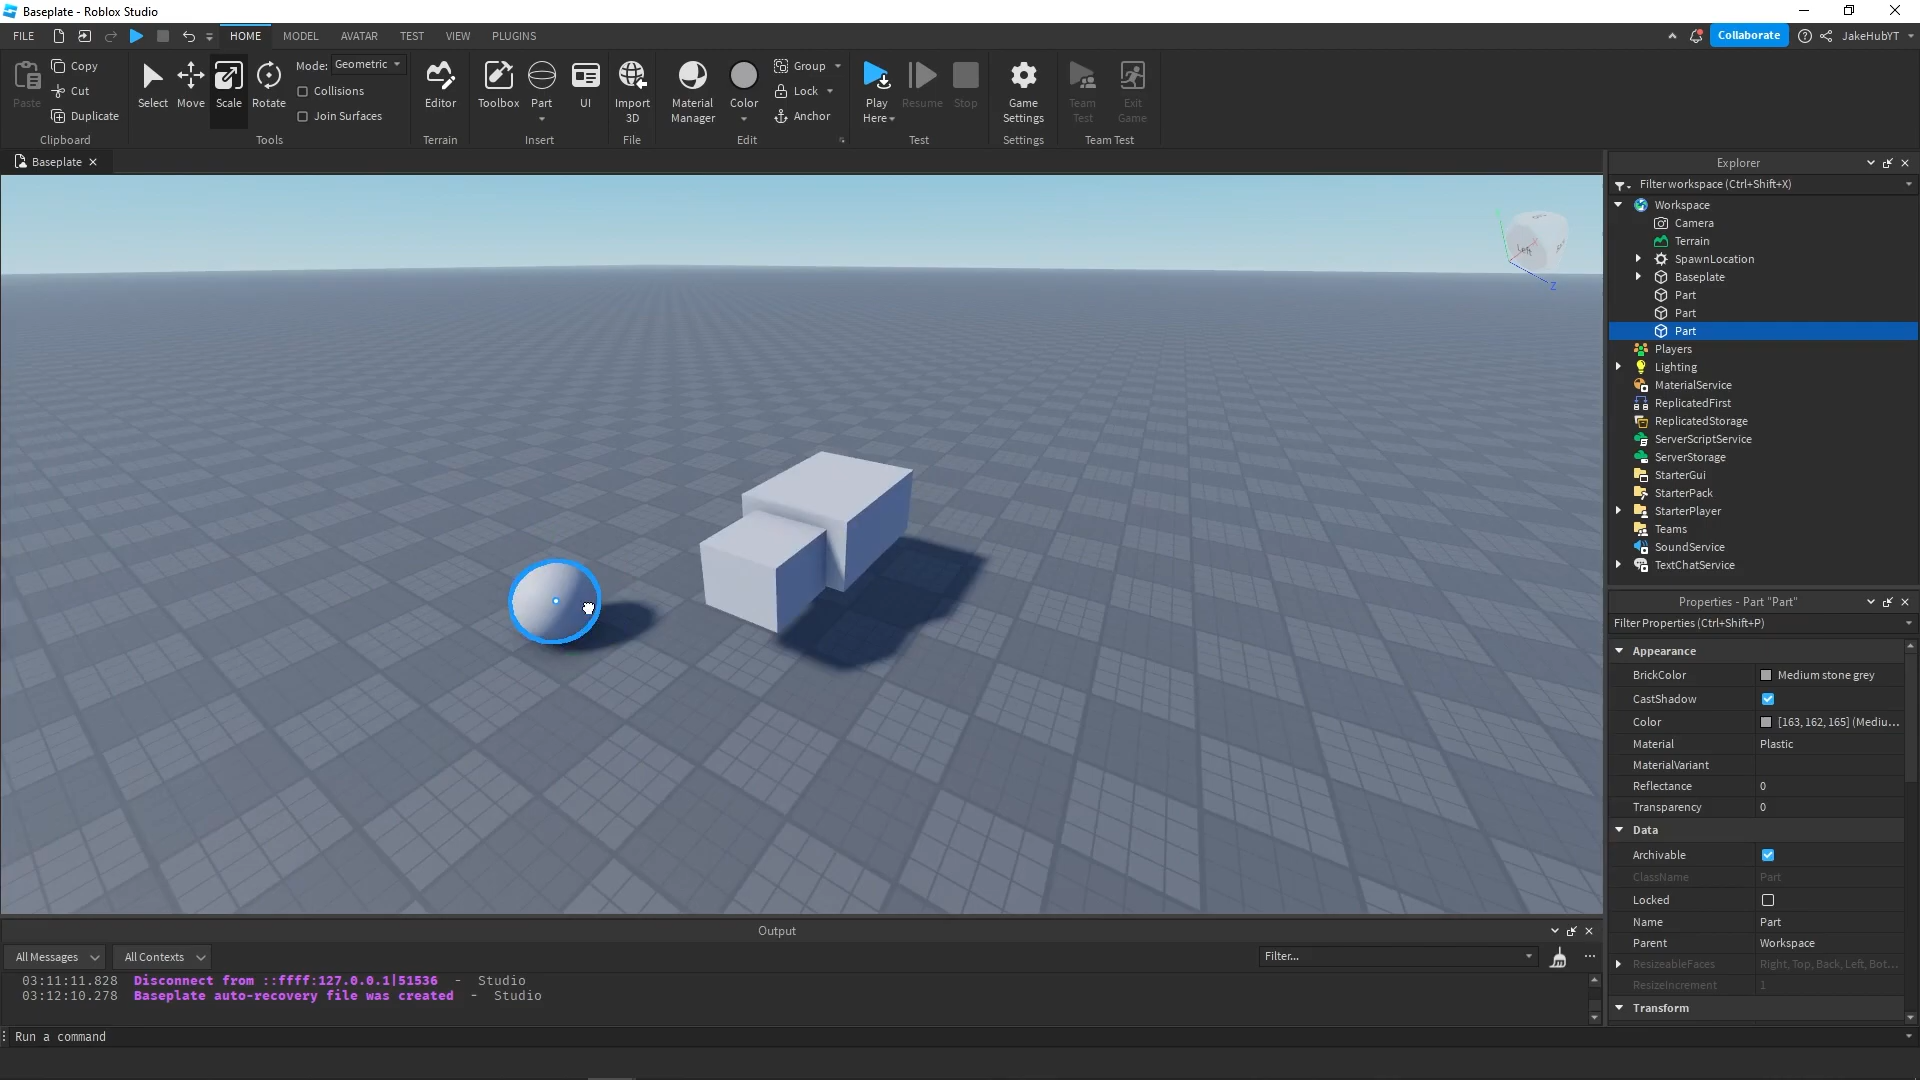 Baseplate - Roblox Studio
FILE HOME MODEL AVATAR TEST VIEW PLUGINS Collaborate JakeHubYT
Paste
Copy
Cut
Duplicate
Clipboard
Select Move Scale Rotate
Mode: Geometric
Collisions
Join Surfaces
Tools
Editor
Terrain
Toolbox Part UI
Insert
Import
3D
File
Material
Manager
Color
Group
Lock
Anchor
Edit
Play
Here
Resume Stop
Test
Game
Settings
Settings
Team
Test
Exit
Game
Team Test
Baseplate
Left
Z
Explorer
Filter workspace (Ctrl+Shift+X)
Workspace
Camera
Terrain
SpawnLocation
Baseplate
Part
Part
Part
Players
Lighting
MaterialService
ReplicatedFirst
ReplicatedStorage
ServerScriptService
ServerStorage
StarterGui
StarterPack
StarterPlayer
Teams
SoundService
TextChatService
Properties - Part "Part"
Filter Properties (Ctrl+Shift+P)
Appearance
BrickColor Medium stone grey
CastShadow
Color [163, 162, 165] (Mediu...
Material Plastic
MaterialVariant
Reflectance 0
Transparency 0
Data
Archivable
ClassName Part
Locked
Name Part
Parent Workspace
ResizeableFaces Right, Top, Back, Left, Bot...
ResizeIncrement 1
Transform
Output
All Messages All Contexts Filter...
03:11:11.828 Disconnect from ::ffff:127.0.0.1|51536 - Studio
03:12:10.278 Baseplate auto-recovery file was created - Studio
Run a command